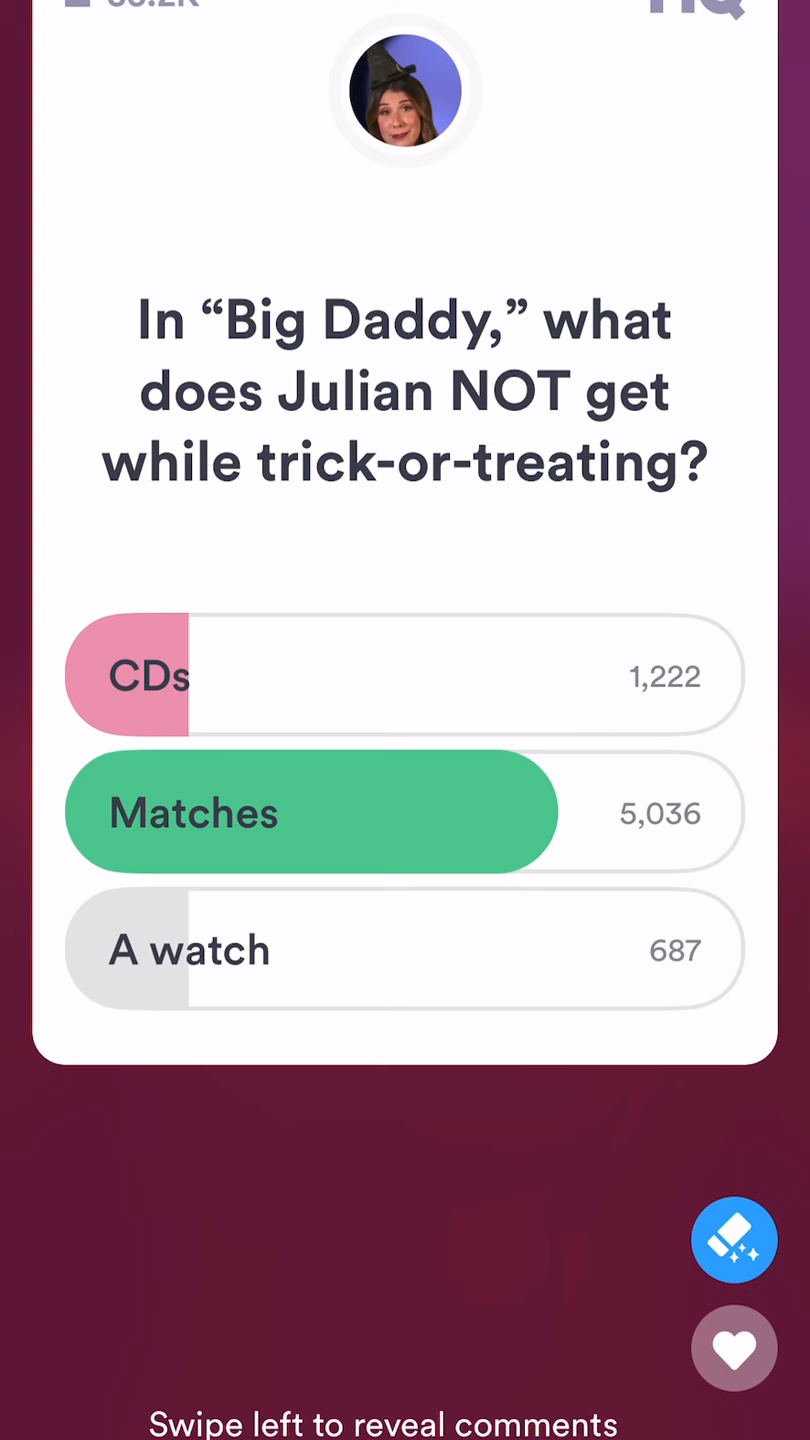 In “Big Daddy,” what
does Julian NOT get
while trick-or-treating?
CDs 1,222
Matches 5,036
A watch 687
Swipe left to reveal comments